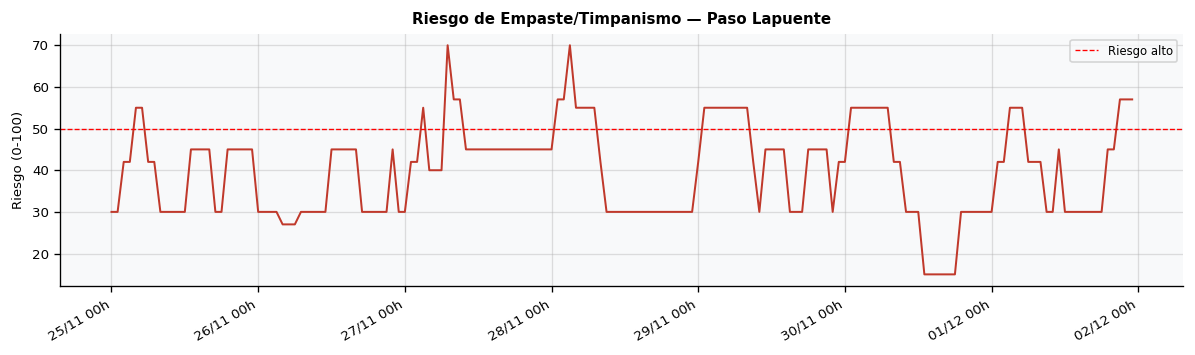 Riesgo de Empaste/Timpanismo — Paso Lapuente
Riesgo alto
Riesgo (0-100)
70
60
50
40
30
20
25/11 00h
26/11 00h
27/11 00h
28/11 00h
29/11 00h
30/11 00h
01/12 00h
02/12 00h